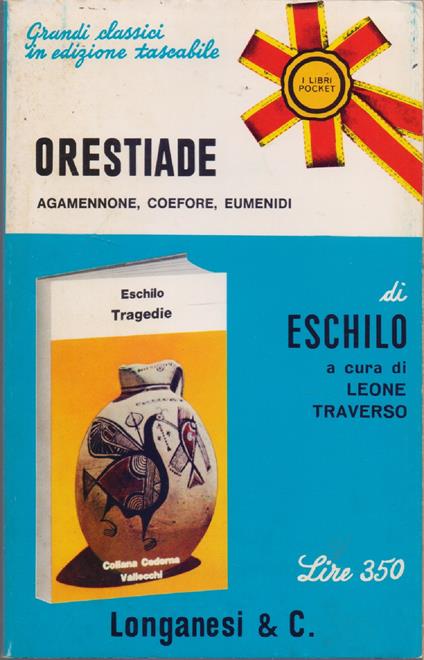 Grandi classici
in edizione tascabile
I LIBRI
POCKET
ORESTIADE
AGAMENNONE, COEFORE, EUMENIDI
Eschilo
Tragedie
Collana Cederna
Vallecchi
di
ESCHILO
a cura di
LEONE
TRAVERSO
Lire 350
Longanesi & C.